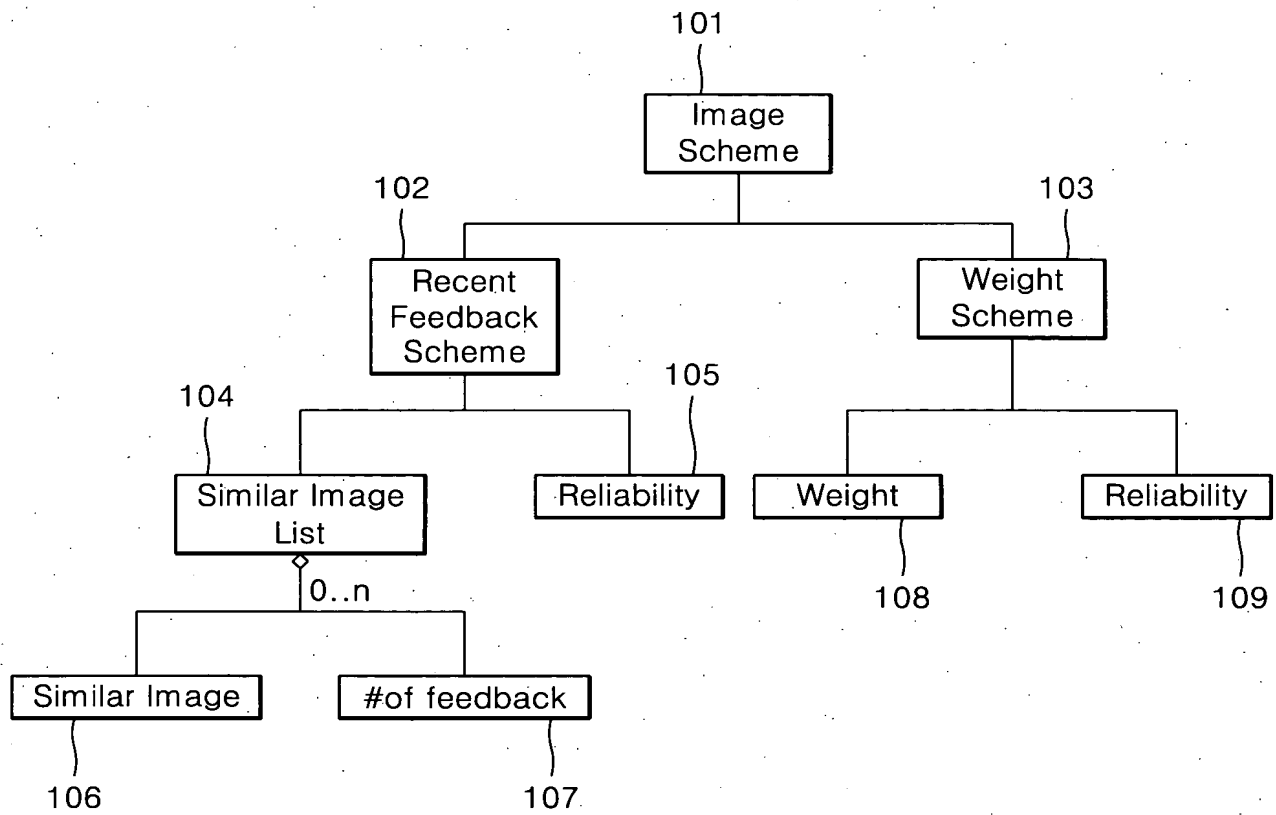 101
Image
Scheme
102
103
Recent
Feedback
Scheme
Weight
Scheme
104
105
Similar Image
List
Reliability
Weight
Reliability
0..n
108
109
Similar Image
#of feedback
106
107